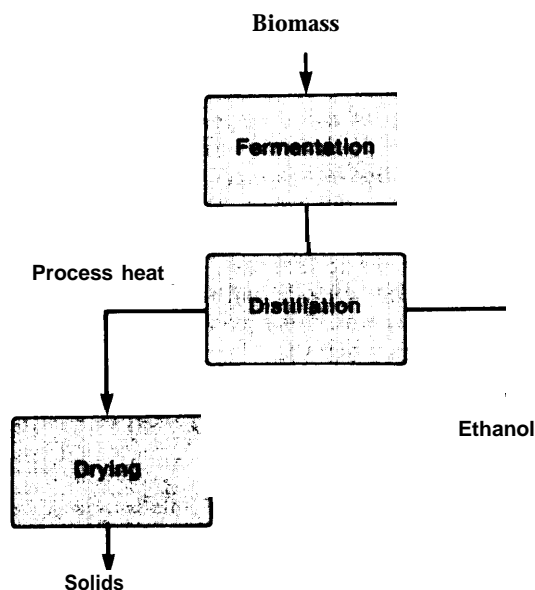 Biomass
Fermentation
Process heat
Distillation
Ethanol
Drying
Solids